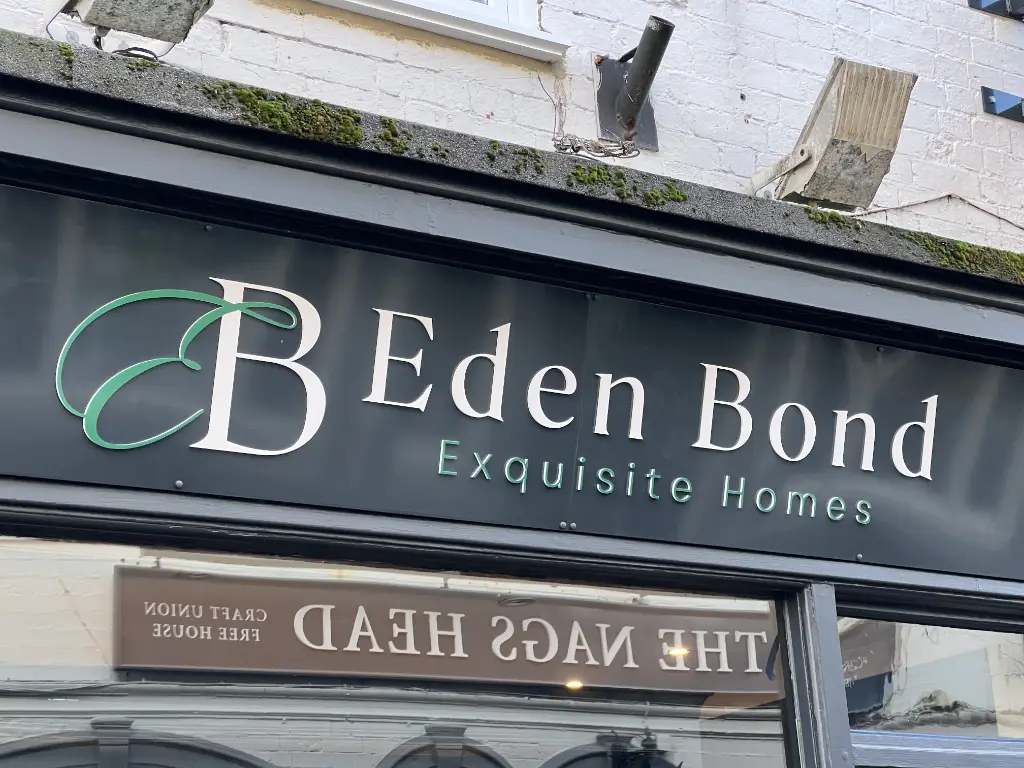 EB
Eden Bond
Exquisite Homes
THE NAGS HEAD
CRAFT UNION
FREE HOUSE